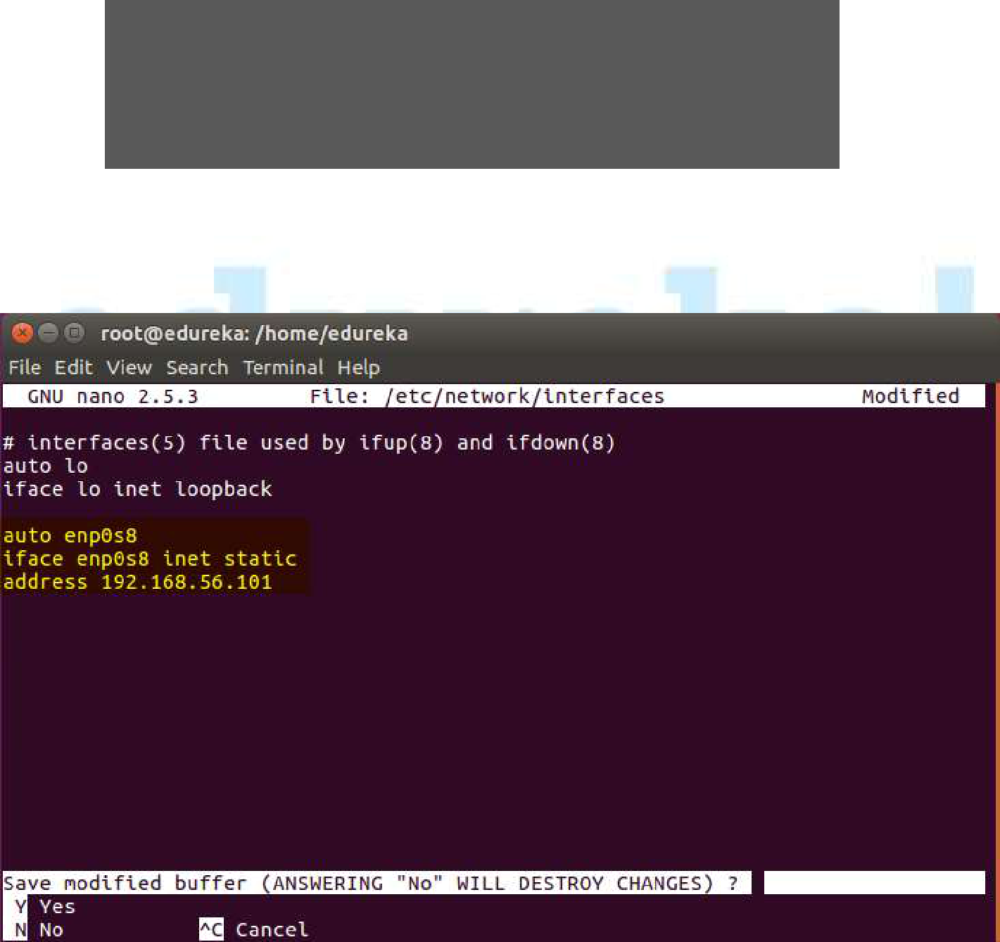 root@edureka: /home/edureka
File Edit View Search Terminal Help
GNU nano 2.5.3 File: /etc/network/interfaces Modified
# interfaces(5) file used by ifup(8) and ifdown(8)
auto lo
iface lo inet loopback
auto enp0s8
iface enp0s8 inet static
address 192.168.56.101
Save modified buffer (ANSWERING "No" WILL DESTROY CHANGES) ?
Y Yes
N No ^C Cancel